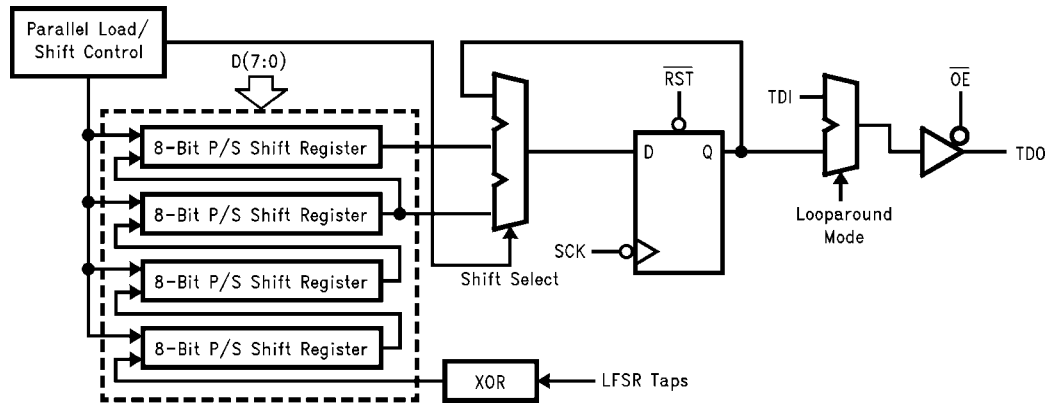 Parallel Load/
Shift Control
D(7:0)
8-Bit P/S Shift Register
8-Bit P/S Shift Register
8-Bit P/S Shift Register
8-Bit P/S Shift Register
Shift Select
XOR
LFSR Taps
RST
D
Q
SCK
TDI
Looparound
Mode
OE
TDO